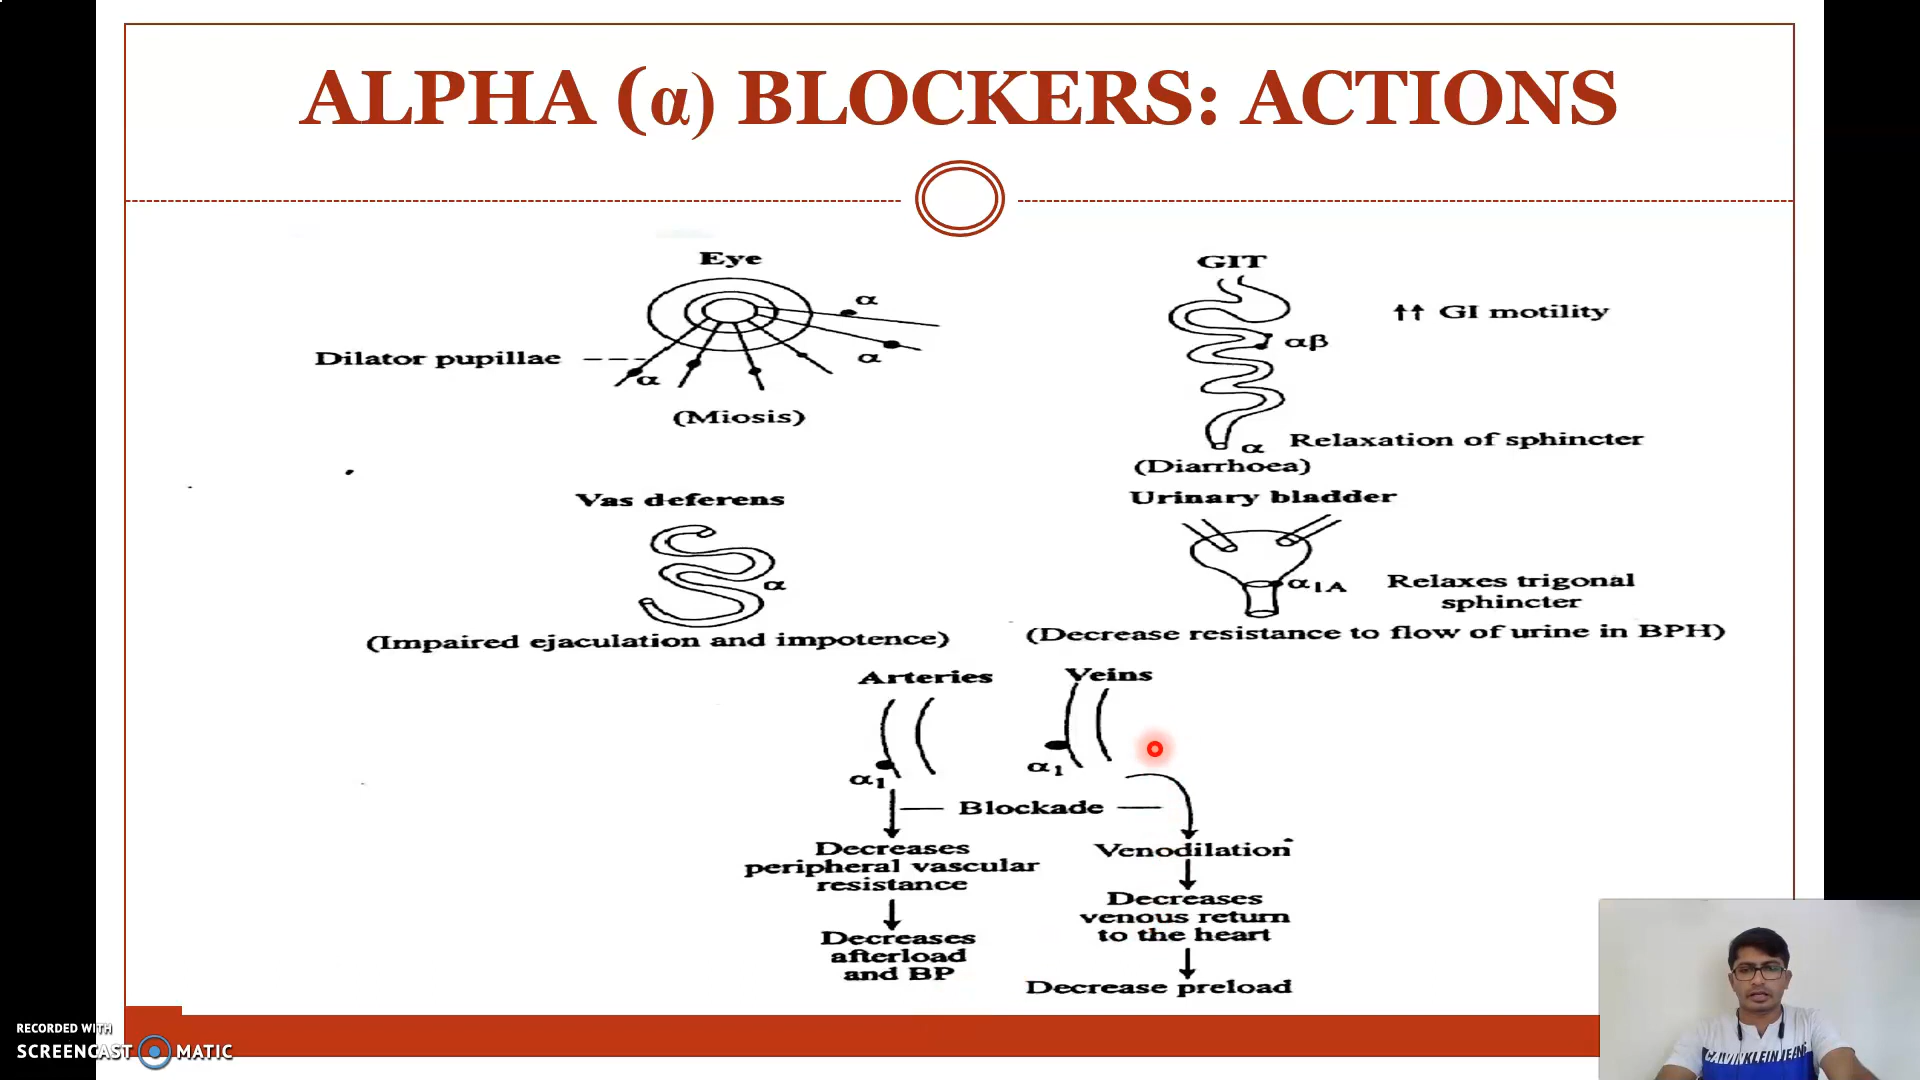 ALPHA (α) BLOCKERS: ACTIONS
Eye
α
α
Dilator pupillae
α
(Miosis)
GIT
↑↑ GI motility
αβ
α Relaxation of sphincter
(Diarrhoea)
Vas deferens
α
(Impaired ejaculation and impotence)
Urinary bladder
α1A Relaxes trigonal
sphincter
(Decrease resistance to flow of urine in BPH)
Arteries
Veins
α1
α1
Blockade
Decreases
peripheral vascular
resistance
Decreases
afterload
and BP
Venodilation
Decreases
venous return
to the heart
Decrease preload
RECORDED WITH
SCREENCAST MATIC
CALVIN KLEIN JEANS